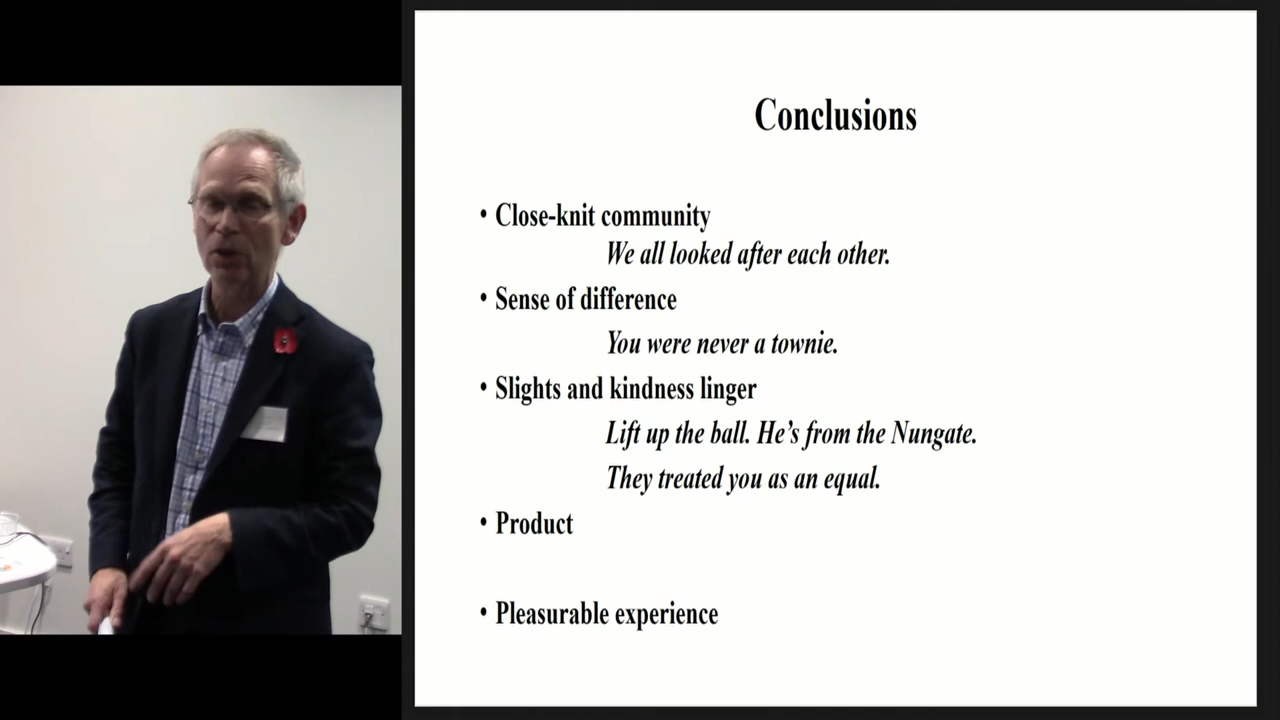 Conclusions
• Close-knit community
We all looked after each other.
• Sense of difference
You were never a townie.
• Slights and kindness linger
Lift up the ball. He’s from the Nungate.
They treated you as an equal.
• Product
• Pleasurable experience